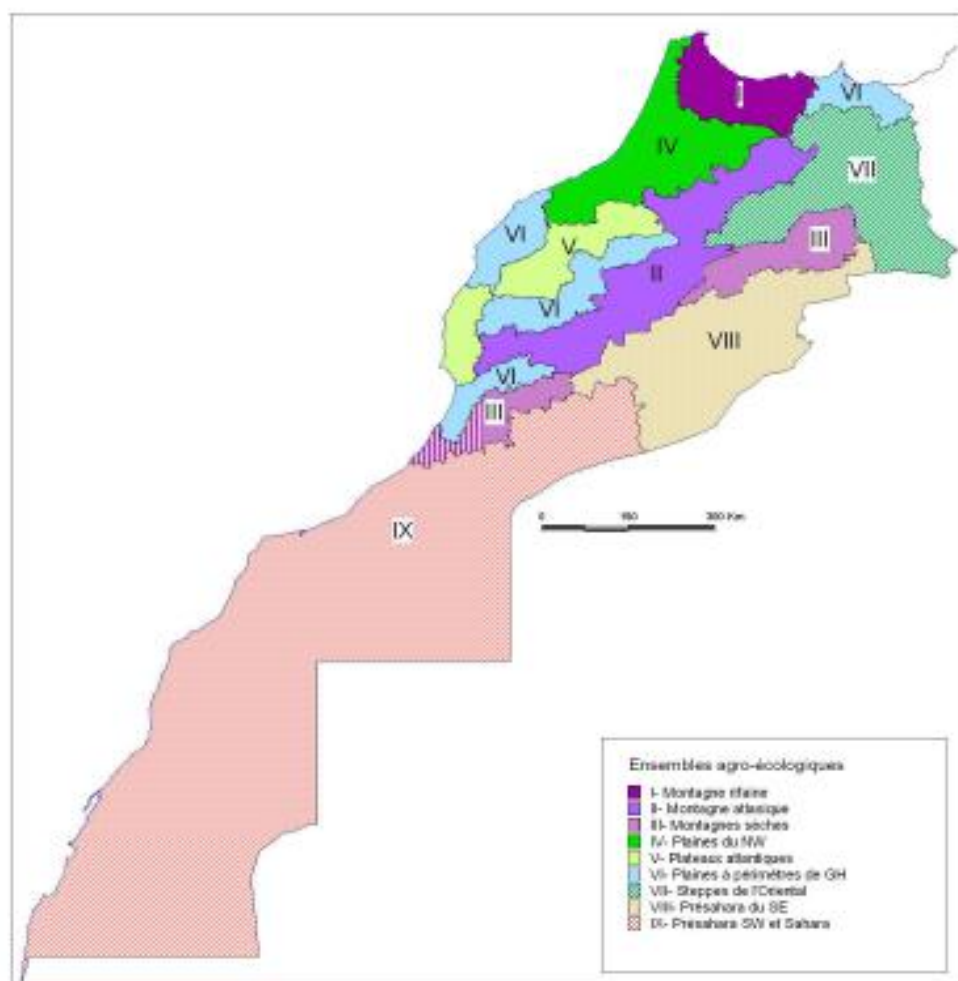 I
VI
IV
VII
VI
V
III
II
VI
VIII
VI
III
0 150 300 Km
IX
Ensembles agro-écologiques
I- Montagne rifaine
II- Montagne atlasique
III- Montagnes sèches
IV- Plaines du NW
V- Plateaux atlantiques
VI- Plaines à périmètres de GH
VII- Steppes de l'Oriental
VIII- Présahara du SE
IX- Présahara SW et Sahara